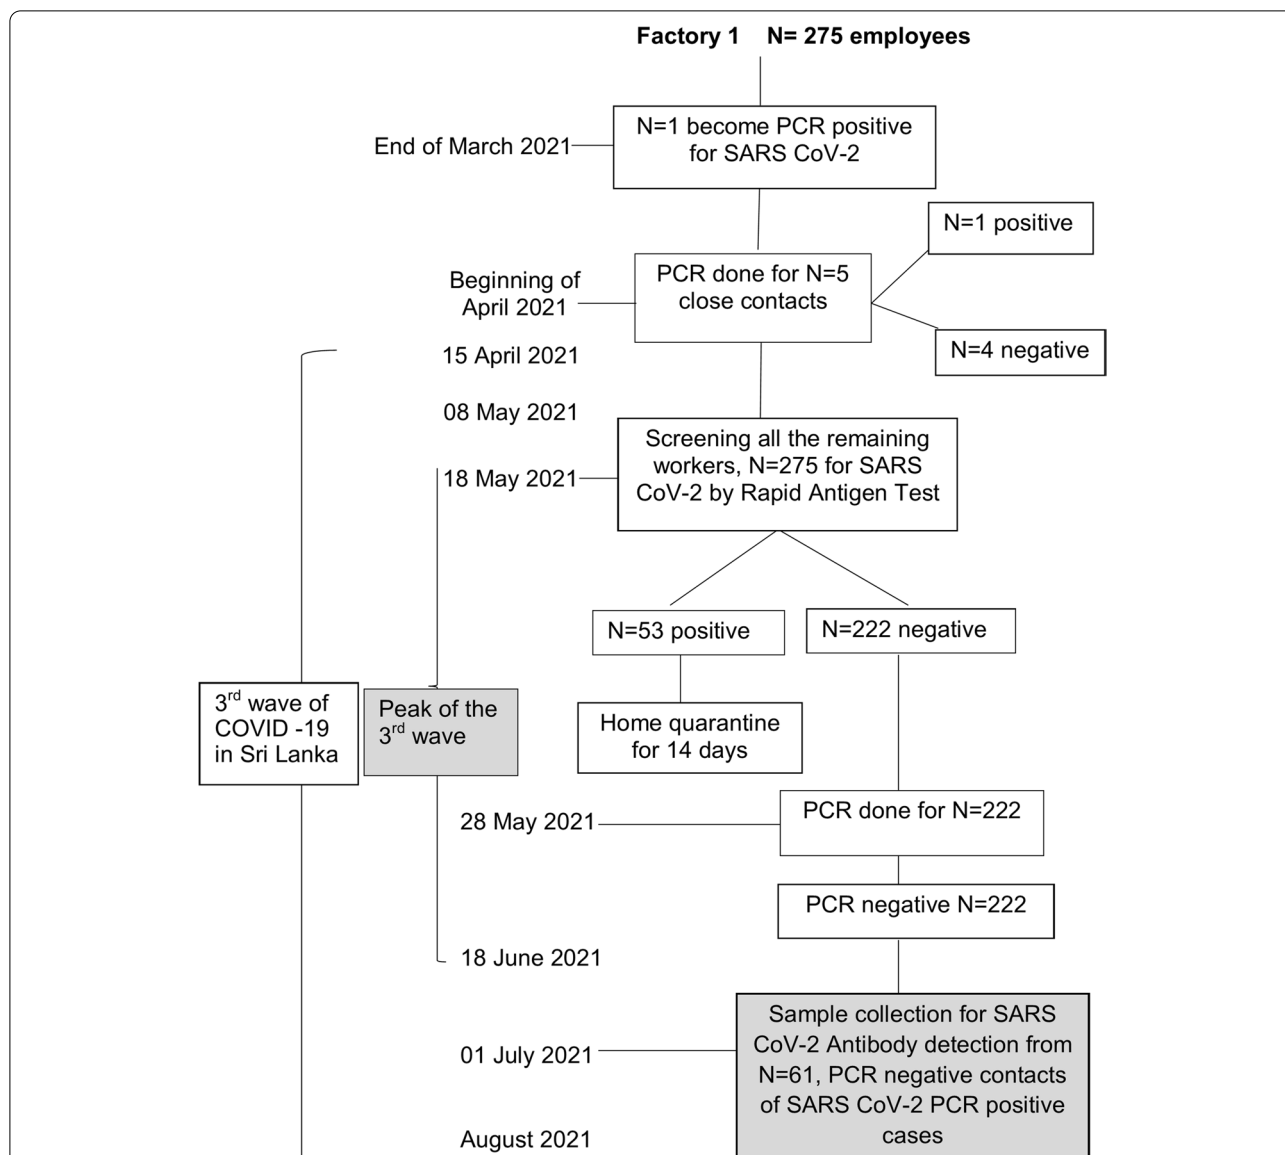 Factory 1 N= 275 employees
N=1 become PCR positive
for SARS CoV-2
End of March 2021
N=1 positive
PCR done for N=5
close contacts
Beginning of
April 2021
N=4 negative
15 April 2021
08 May 2021
Screening all the remaining
workers, N=275 for SARS
CoV-2 by Rapid Antigen Test
18 May 2021
N=53 positive
N=222 negative
3rd wave of
COVID -19
in Sri Lanka
Peak of the
3rd wave
Home quarantine
for 14 days
28 May 2021
PCR done for N=222
PCR negative N=222
18 June 2021
Sample collection for SARS
CoV-2 Antibody detection from
N=61, PCR negative contacts
of SARS CoV-2 PCR positive
cases
01 July 2021
August 2021